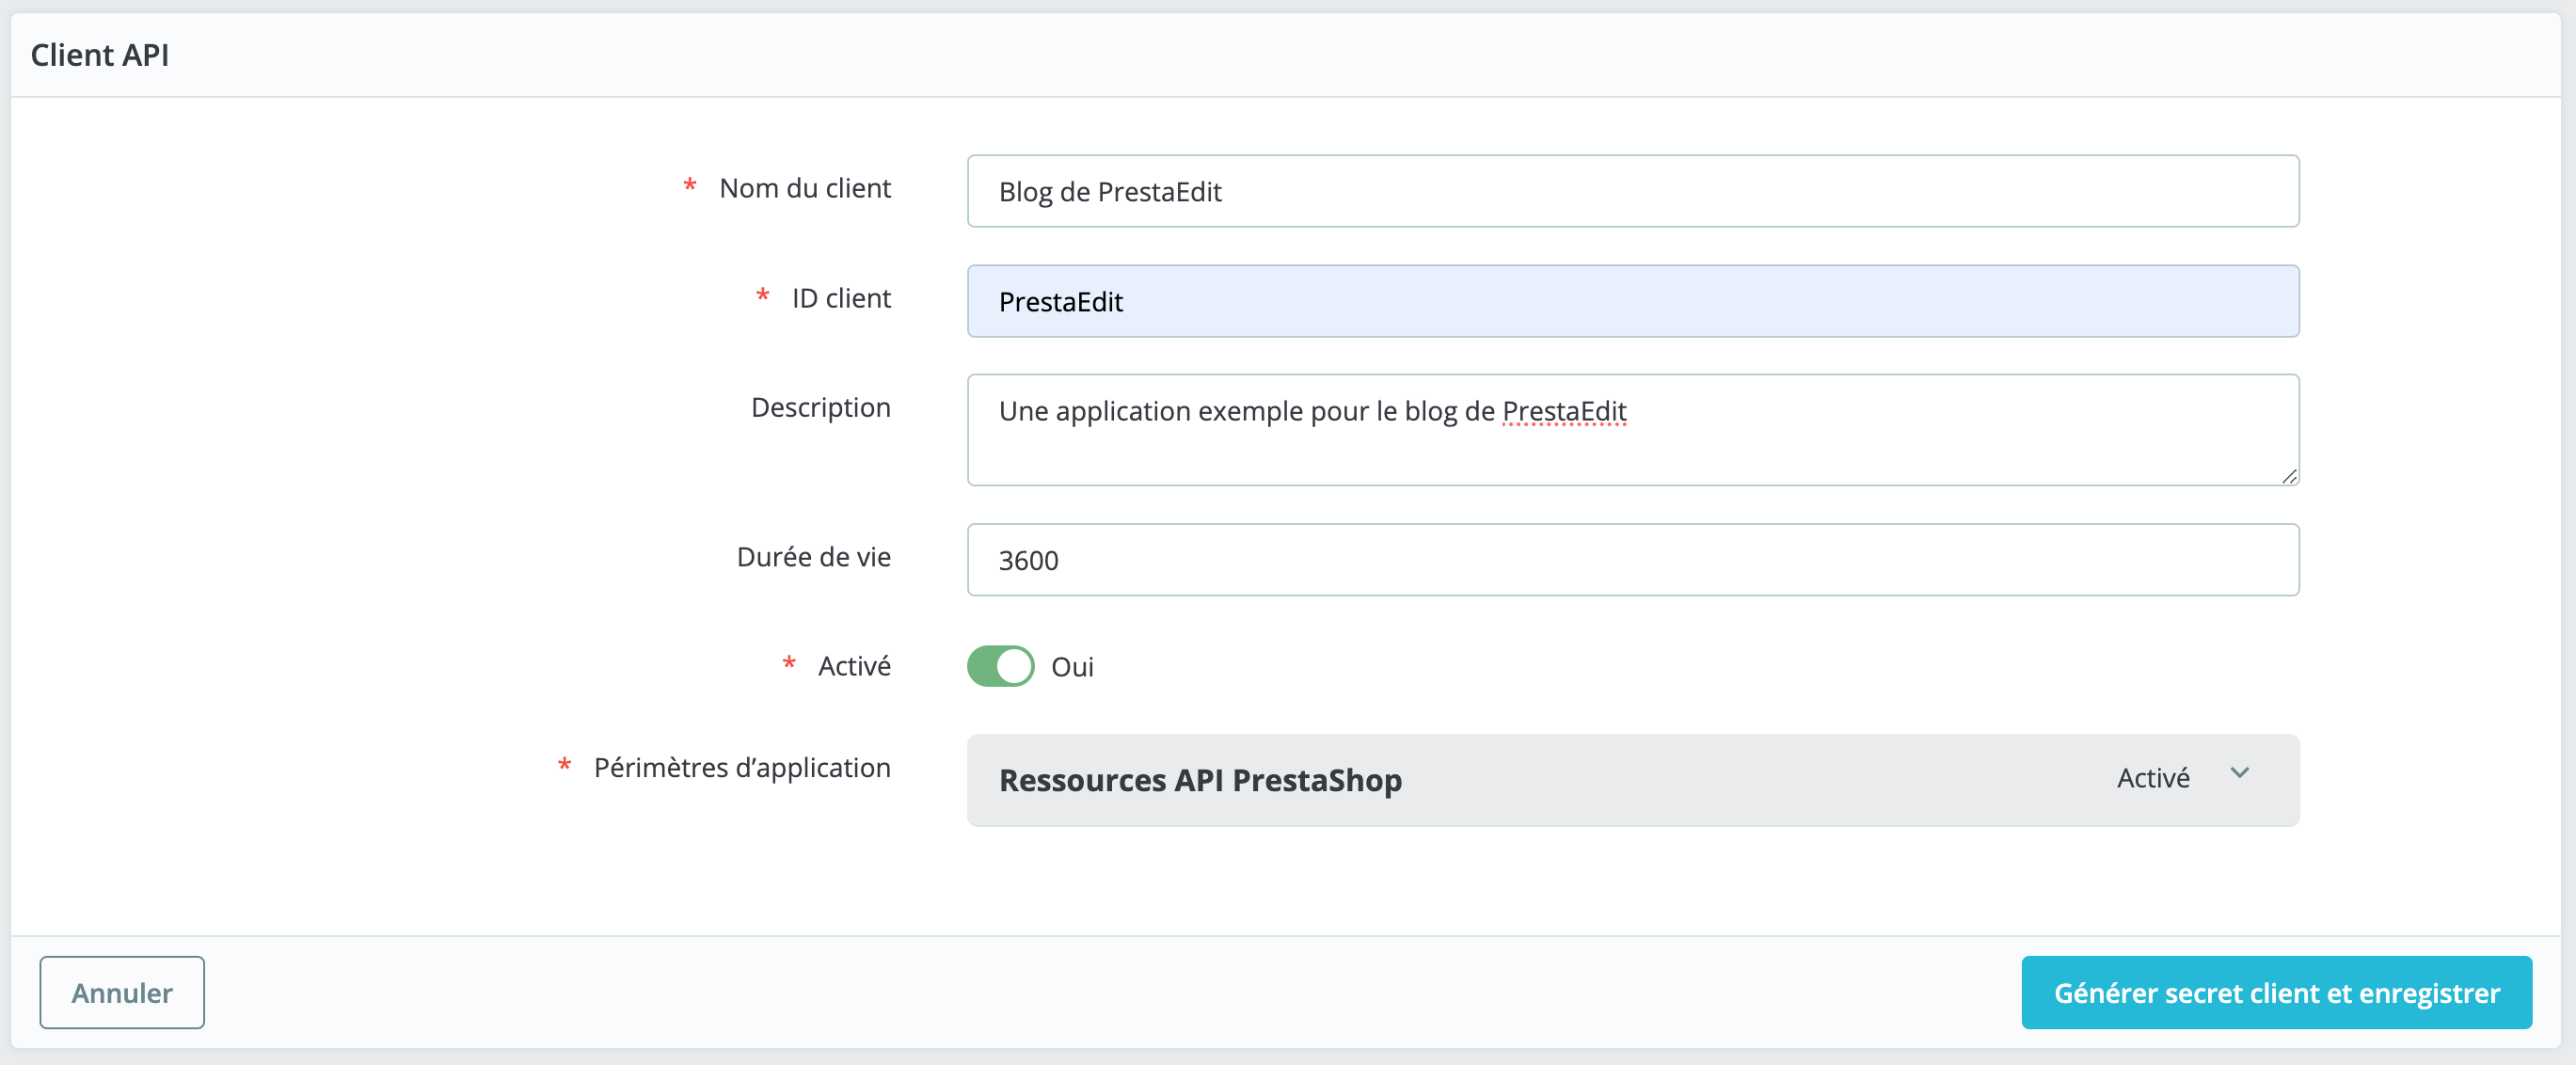 Client API
* Nom du client
Blog de PrestaEdit
* ID client
PrestaEdit
Description
Une application exemple pour le blog de PrestaEdit
Durée de vie
3600
* Activé
Oui
* Périmètres d’application
Ressources API PrestaShop
Activé
Annuler
Générer secret client et enregistrer